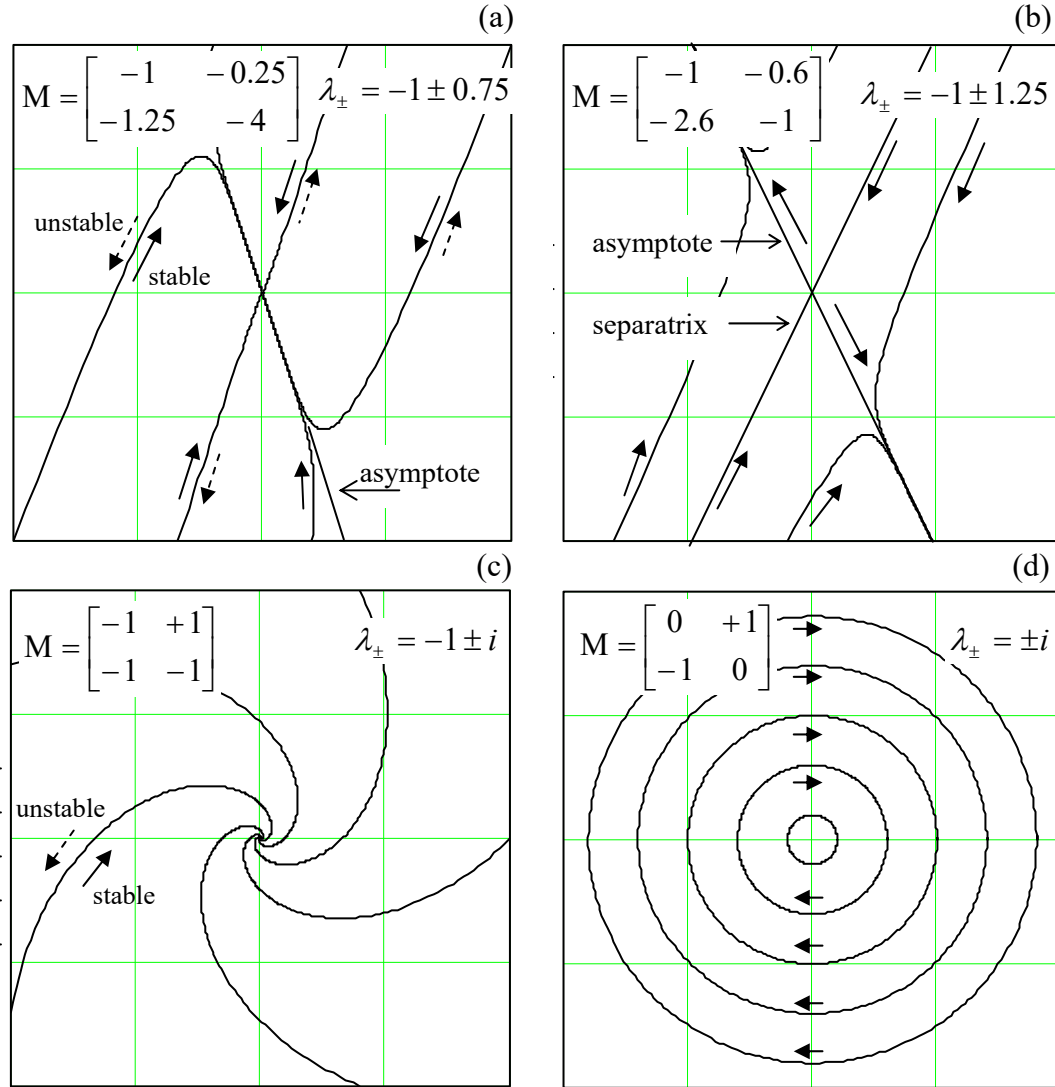 (a)
M = [ −1 −0.25
−1.25 −4 ]
λ± = −1 ± 0.75
unstable
stable
asymptote
(b)
M = [ −1 −0.6
−2.6 −1 ]
λ± = −1 ± 1.25
asymptote
separatrix
(c)
M = [ −1 +1
−1 −1 ]
λ± = −1 ± i
unstable
stable
(d)
M = [ 0 +1
−1 0 ]
λ± = ±i